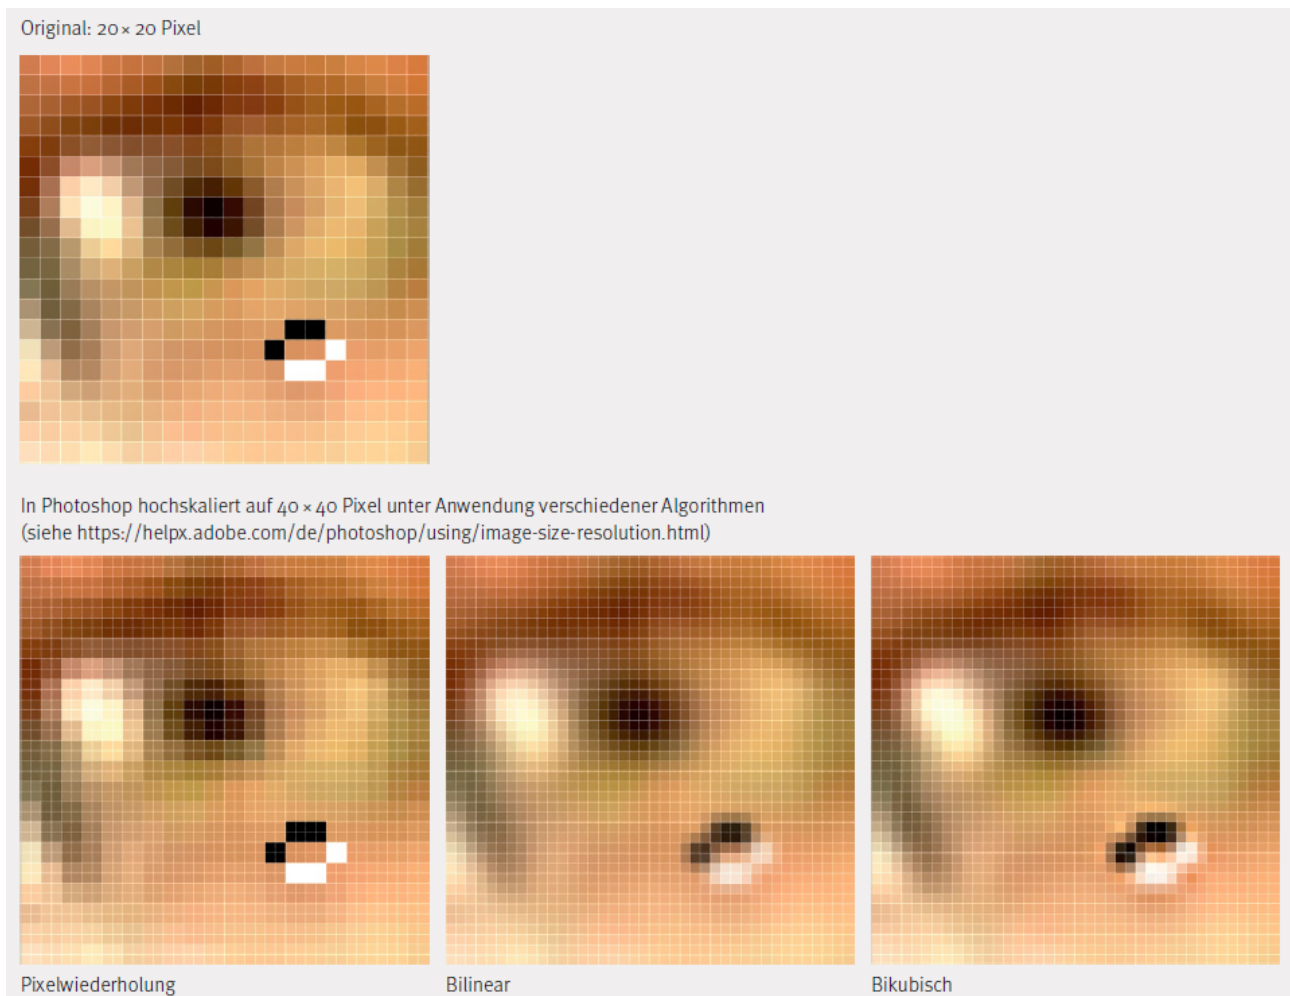 Original: 20 × 20 Pixel
In Photoshop hochskaliert auf 40 × 40 Pixel unter Anwendung verschiedener Algorithmen
(siehe https://helpx.adobe.com/de/photoshop/using/image-size-resolution.html)
Pixelwiederholung
Bilinear
Bikubisch